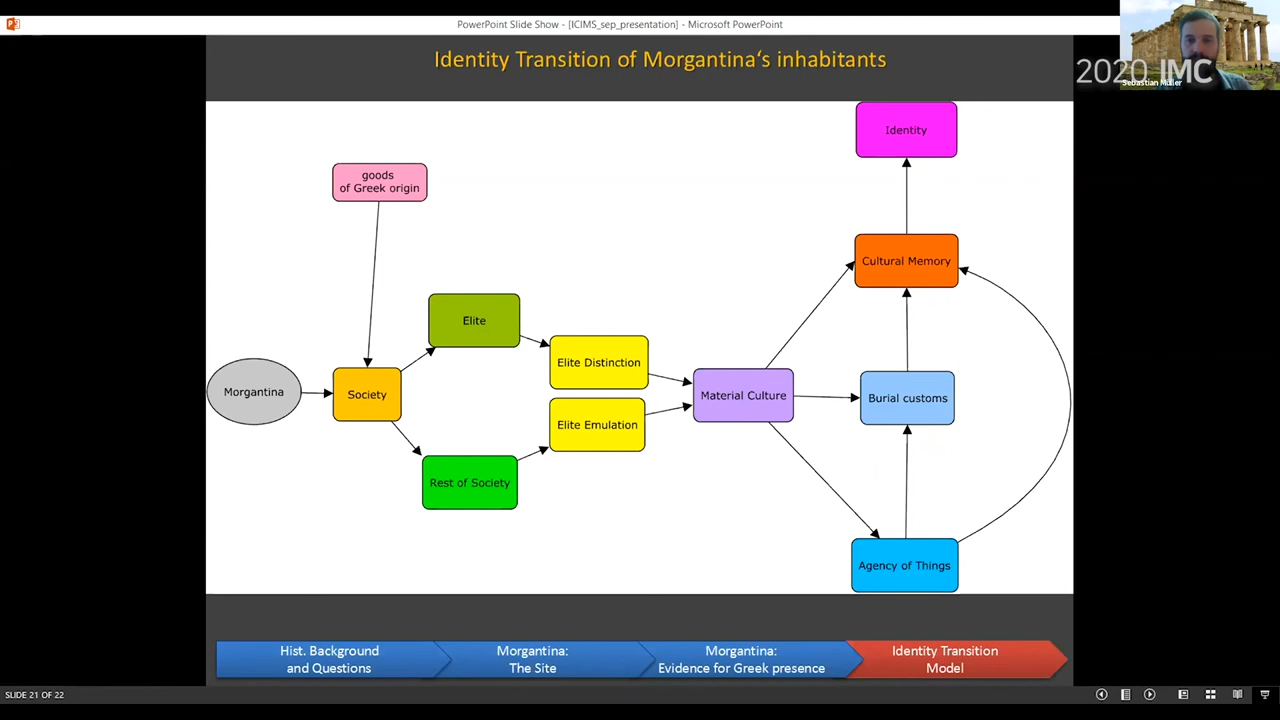 PowerPoint Slide Show - [ICIMS_sep_presentation] - Microsoft PowerPoint
Identity Transition of Morgantina‘s inhabitants
2020 IMC
Sebastian Müller
Identity
goods
of Greek origin
Cultural Memory
Elite
Elite Distinction
Morgantina
Society
Material Culture
Burial customs
Elite Emulation
Rest of Society
Agency of Things
Hist. Background
and Questions
Morgantina:
The Site
Morgantina:
Evidence for Greek presence
Identity Transition
Model
SLIDE 21 OF 22